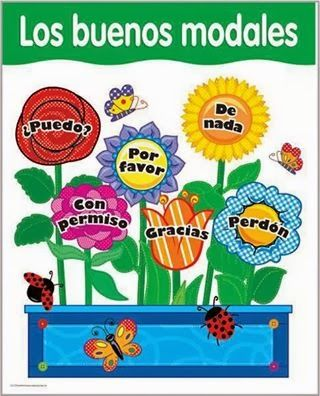 Los buenos modales
¿Puedo?
De
nada
Por
favor
Con
permiso
Gracias
Perdón